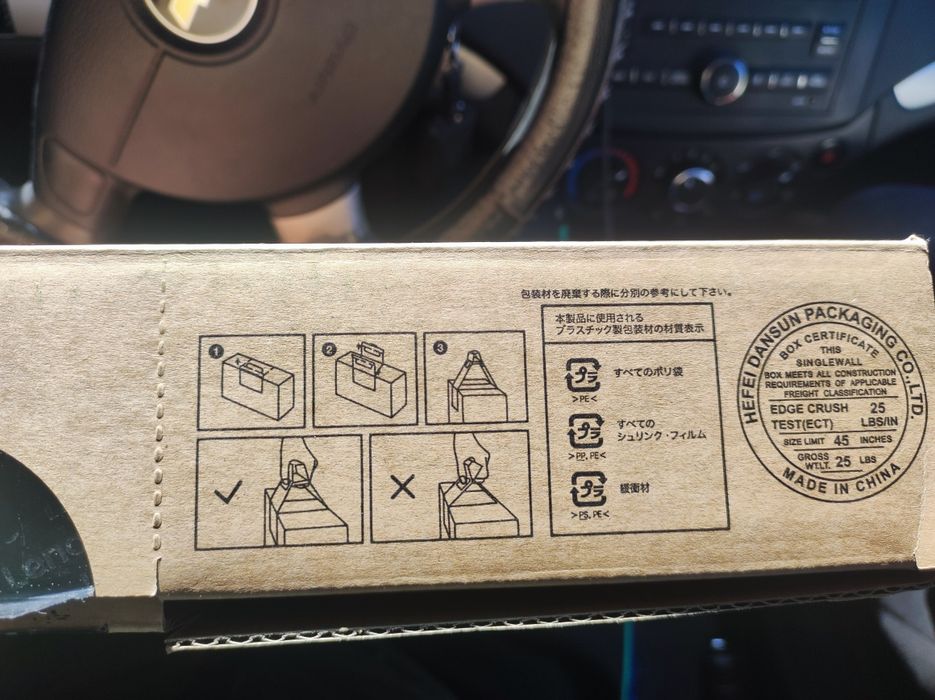 包装材を廃棄する際に分別の参考にして下さい。
本製品に使用される
プラスチック製包装材の材質表示
プラ
すべてのポリ袋
>PE<
プラ
すべての
シュリンク・フィルム
>PP, PE<
プラ
緩衝材
>PS, PE<
1
2
3
HEFEI DANSUN PACKAGING CO.,LTD.
BOX CERTIFICATE
THIS
SINGLEWALL
BOX MEETS ALL CONSTRUCTION
REQUIREMENTS OF APPLICABLE
FREIGHT CLASSIFICATION
EDGE CRUSH 25
TEST(ECT) LBS/IN
SIZE LIMIT 45 INCHES
GROSS WT.LT. 25 LBS
MADE IN CHINA